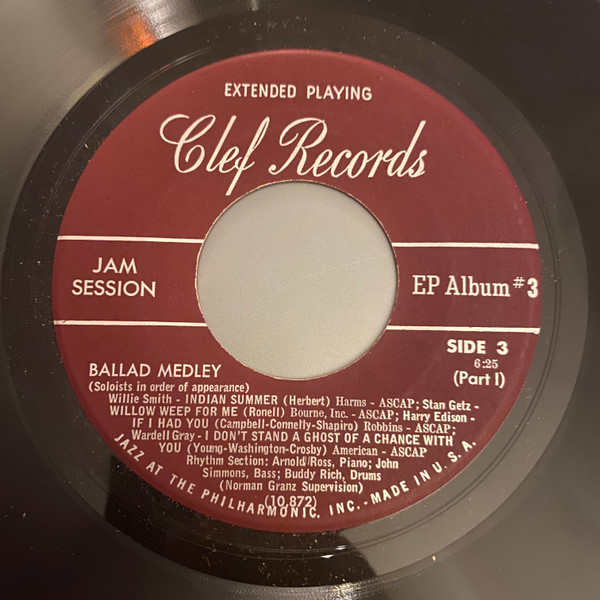 EXTENDED PLAYING
Clef Records
JAM
SESSION
EP Album #3
SIDE 3
6:25
(Part I)
BALLAD MEDLEY
(Soloists in order of appearance)
Willie Smith - INDIAN SUMMER (Herbert) Harms - ASCAP; Stan Getz -
WILLOW WEEP FOR ME (Ronell) Bourne, Inc. - ASCAP; Harry Edison -
IF I HAD YOU (Campbell-Connelly-Shapiro) Robbins - ASCAP;
Wardell Gray - I DON'T STAND A GHOST OF A CHANCE WITH
YOU (Young-Washington-Crosby) American - ASCAP
Rhythm Section: Arnold Ross, Piano; John
Simmons, Bass; Buddy Rich, Drums
(Norman Granz Supervision)
(10,872)
JAZZ AT THE PHILHARMONIC, INC. - MADE IN U.S.A.